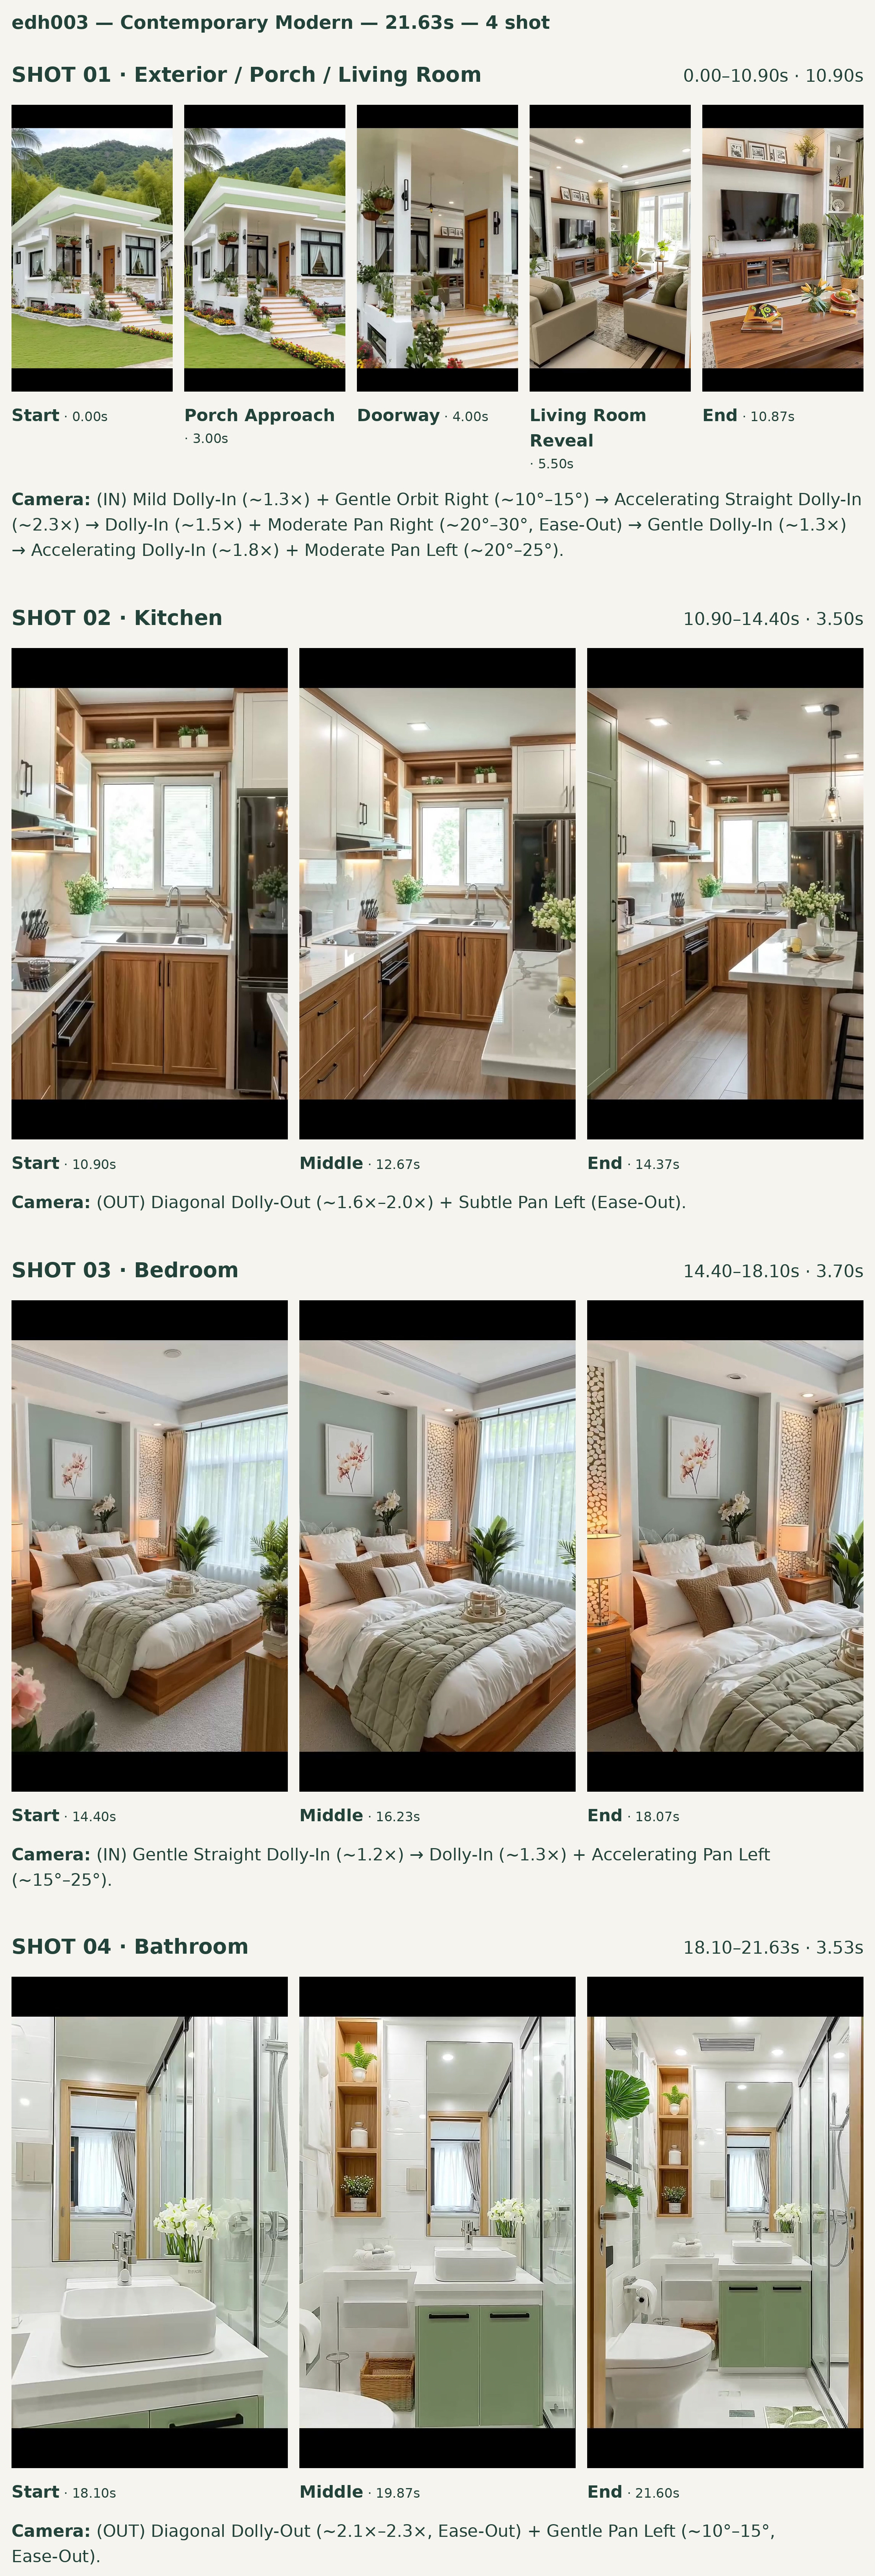 edh003 — Contemporary Modern — 21.63s — 4 shot
SHOT 01 · Exterior / Porch / Living Room
0.00–10.90s · 10.90s
Start · 0.00s
Porch Approach
· 3.00s
Doorway · 4.00s
Living Room
Reveal
· 5.50s
End · 10.87s
Camera: (IN) Mild Dolly-In (~1.3×) + Gentle Orbit Right (~10°–15°) → Accelerating Straight Dolly-In
(~2.3×) → Dolly-In (~1.5×) + Moderate Pan Right (~20°–30°, Ease-Out) → Gentle Dolly-In (~1.3×)
→ Accelerating Dolly-In (~1.8×) + Moderate Pan Left (~20°–25°).
SHOT 02 · Kitchen
10.90–14.40s · 3.50s
Start · 10.90s
Middle · 12.67s
End · 14.37s
Camera: (OUT) Diagonal Dolly-Out (~1.6×–2.0×) + Subtle Pan Left (Ease-Out).
SHOT 03 · Bedroom
14.40–18.10s · 3.70s
Start · 14.40s
Middle · 16.23s
End · 18.07s
Camera: (IN) Gentle Straight Dolly-In (~1.2×) → Dolly-In (~1.3×) + Accelerating Pan Left
(~15°–25°).
SHOT 04 · Bathroom
18.10–21.63s · 3.53s
Start · 18.10s
Middle · 19.87s
End · 21.60s
Camera: (OUT) Diagonal Dolly-Out (~2.1×–2.3×, Ease-Out) + Gentle Pan Left (~10°–15°,
Ease-Out).